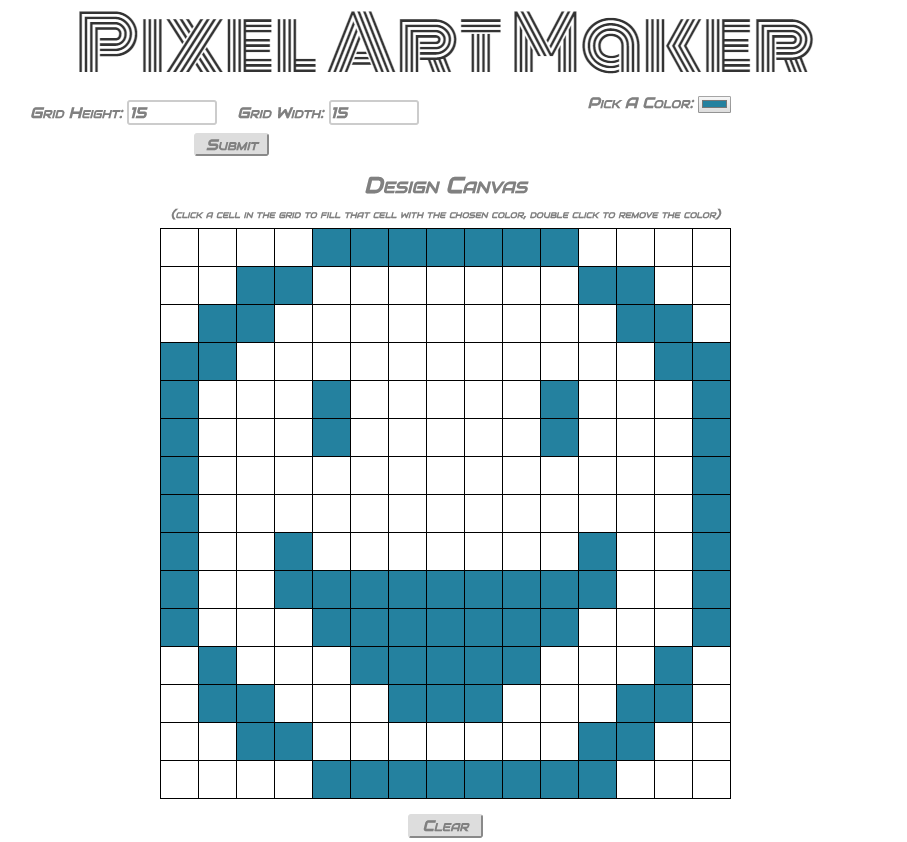 Pixel Art Maker
Grid Height: 15 Grid Width: 15 Pick A Color:
Submit
Design Canvas
(click a cell in the grid to fill that cell with the chosen color, double click to remove the color)
Clear